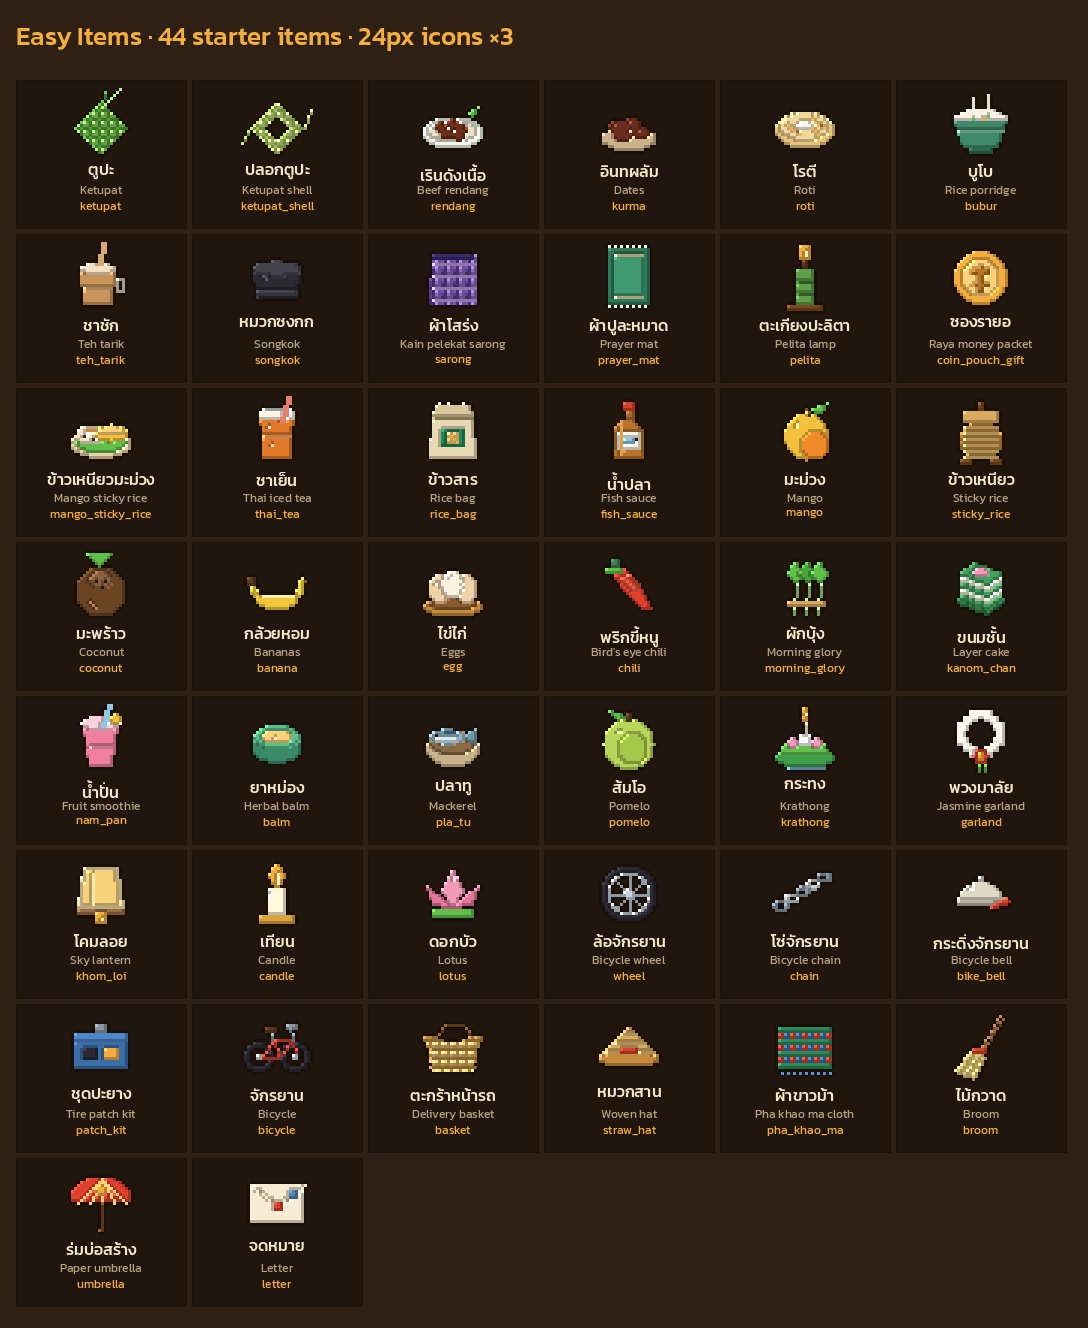 Easy Items · 44 starter items · 24px icons ×3
ตูปะ
Ketupat
ketupat
ปลอกตูปะ
Ketupat shell
ketupat_shell
เรินดังเนื้อ
Beef rendang
rendang
อินทผลัม
Dates
kurma
โรตี
Roti
roti
บูโบ
Rice porridge
bubur
ชาชัก
Teh tarik
teh_tarik
หมวกซงกก
Songkok
songkok
ผ้าโสร่ง
Kain pelekat sarong
sarong
ผ้าปูละหมาด
Prayer mat
prayer_mat
ตะเกียงปะลิตา
Pelita lamp
pelita
ซองรายอ
Raya money packet
coin_pouch_gift
ข้าวเหนียวมะม่วง
Mango sticky rice
mango_sticky_rice
ชาเย็น
Thai iced tea
thai_tea
ข้าวสาร
Rice bag
rice_bag
น้ำปลา
Fish sauce
fish_sauce
มะม่วง
Mango
mango
ข้าวเหนียว
Sticky rice
sticky_rice
มะพร้าว
Coconut
coconut
กล้วยหอม
Bananas
banana
ไข่ไก่
Eggs
egg
พริกขี้หนู
Bird's eye chili
chili
ผักบุ้ง
Morning glory
morning_glory
ขนมชั้น
Layer cake
kanom_chan
น้ำปั่น
Fruit smoothie
nam_pan
ยาหม่อง
Herbal balm
balm
ปลาทู
Mackerel
pla_tu
ส้มโอ
Pomelo
pomelo
กระทง
Krathong
krathong
พวงมาลัย
Jasmine garland
garland
โคมลอย
Sky lantern
khom_loi
เทียน
Candle
candle
ดอกบัว
Lotus
lotus
ล้อจักรยาน
Bicycle wheel
wheel
โซ่จักรยาน
Bicycle chain
chain
กระดิ่งจักรยาน
Bicycle bell
bike_bell
ชุดปะยาง
Tire patch kit
patch_kit
จักรยาน
Bicycle
bicycle
ตะกร้าหน้ารถ
Delivery basket
basket
หมวกสาน
Woven hat
straw_hat
ผ้าขาวม้า
Pha khao ma cloth
pha_khao_ma
ไม้กวาด
Broom
broom
ร่มบ่อสร้าง
Paper umbrella
umbrella
จดหมาย
Letter
letter